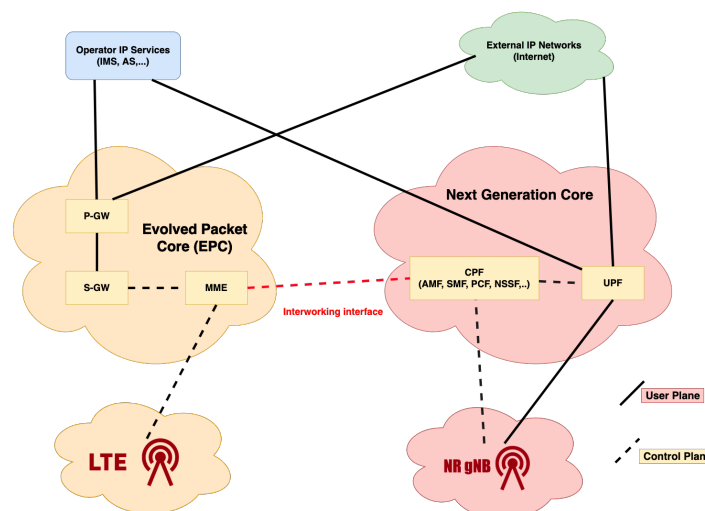 Operator IP Services
(IMS, AS,...)
External IP Networks
(Internet)
P-GW
Evolved Packet
Core (EPC)
S-GW
MME
Interworking interface
Next Generation Core
CPF
(AMF, SMF, PCF, NSSF,..)
UPF
LTE
NR gNB
User Plane
Control Plan